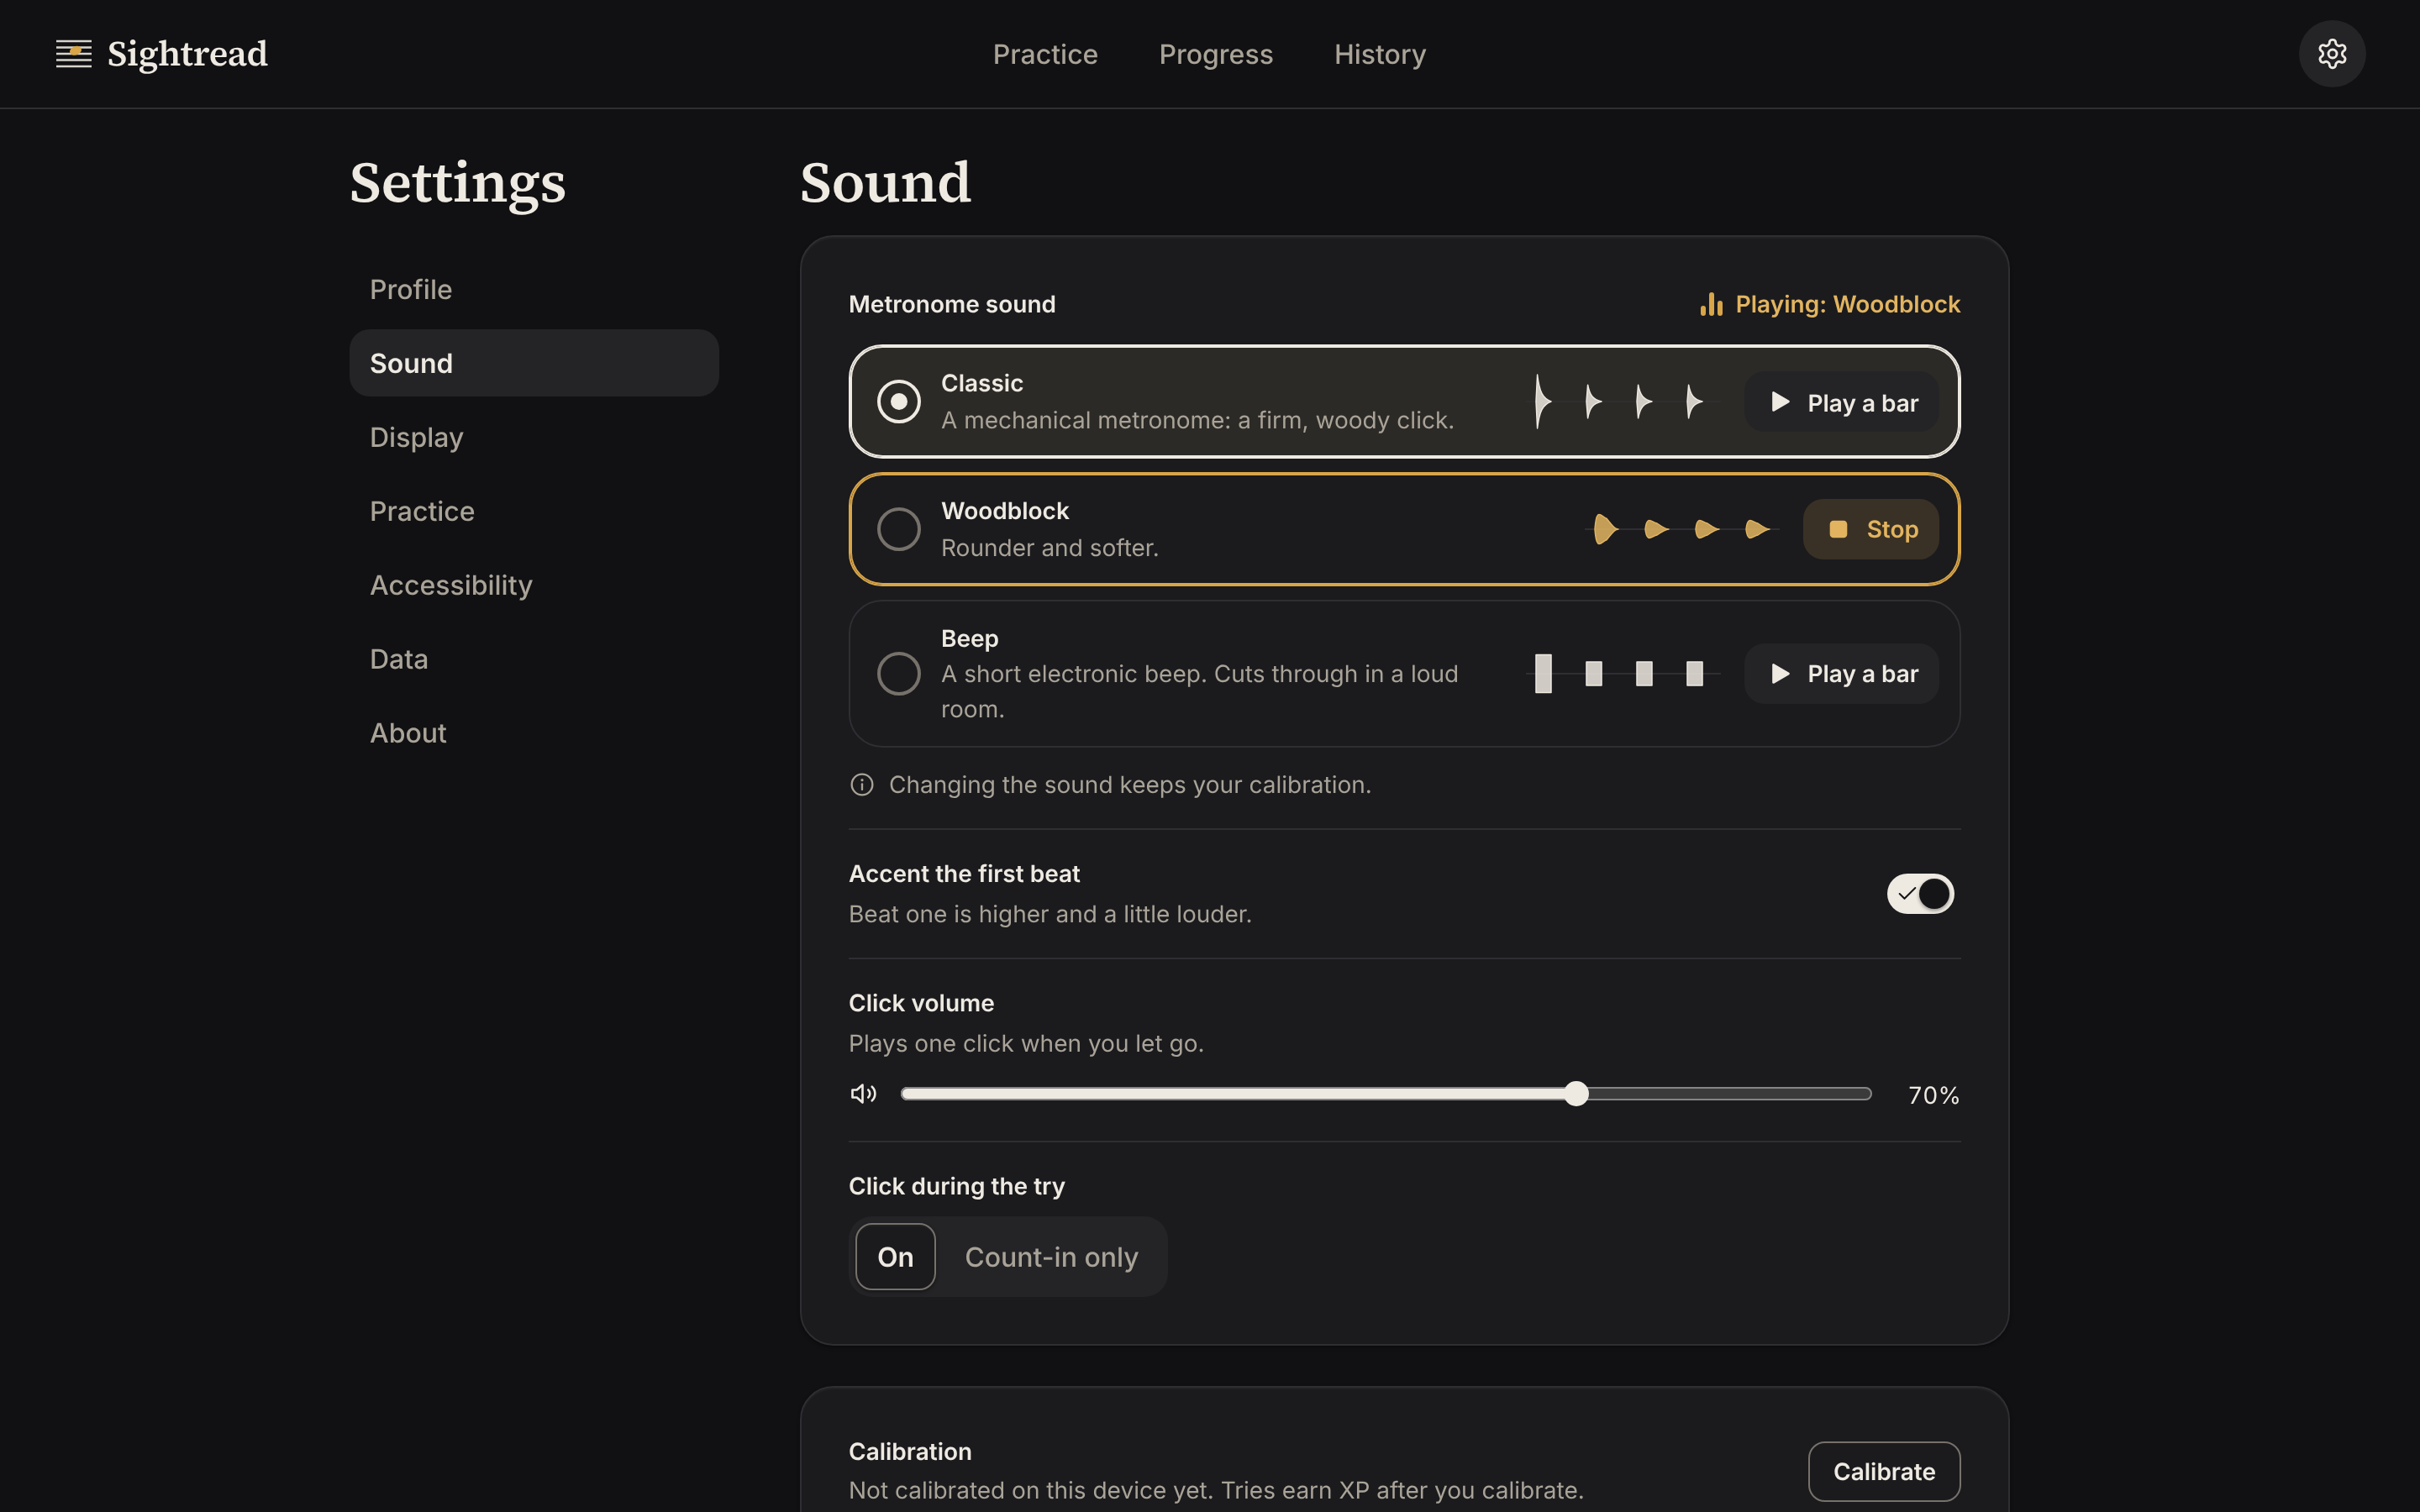 Sightread
Practice
Progress
History
Settings
Profile
Sound
Display
Practice
Accessibility
Data
About
Sound
Metronome sound
Playing: Woodblock
Classic
A mechanical metronome: a firm, woody click.
Play a bar
Woodblock
Rounder and softer.
Stop
Beep
A short electronic beep. Cuts through in a loud
room.
Play a bar
Changing the sound keeps your calibration.
Accent the first beat
Beat one is higher and a little louder.
Click volume
Plays one click when you let go.
70%
Click during the try
On
Count-in only
Calibration
Not calibrated on this device yet. Tries earn XP after you calibrate.
Calibrate